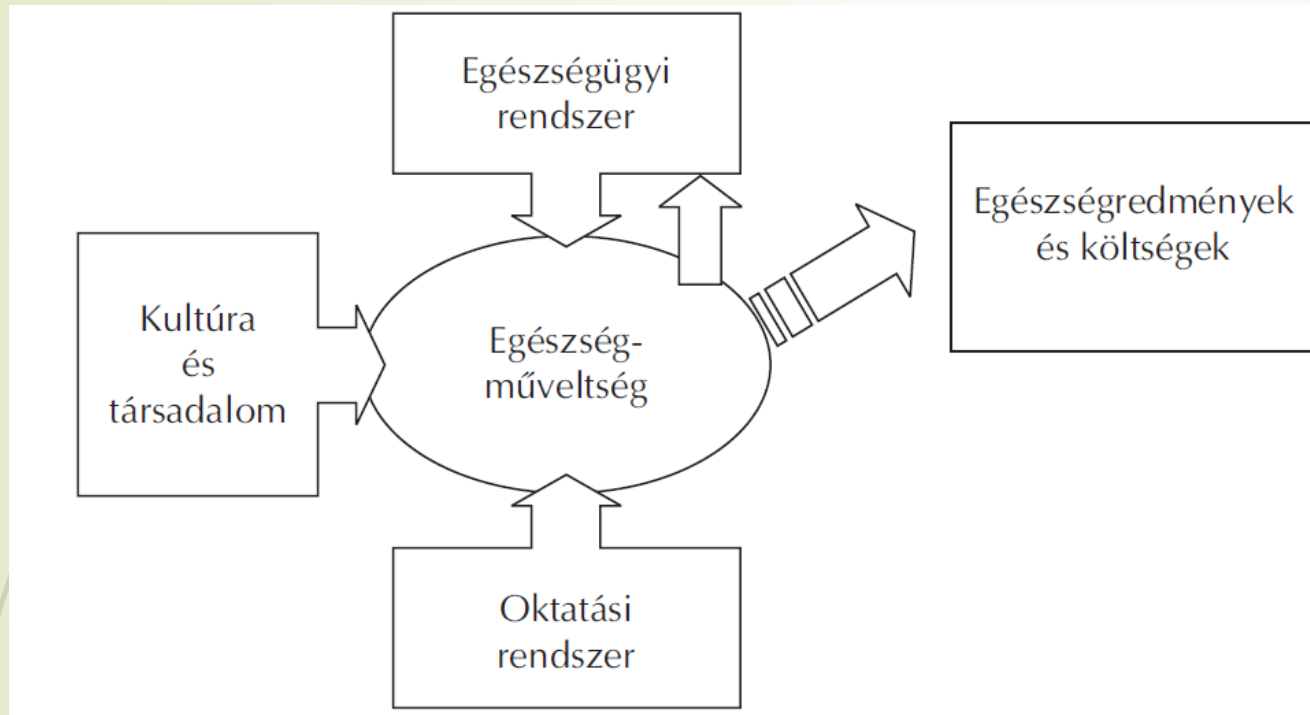 Egészségügyi
rendszer
Egészségredmények
és költségek
Kultúra
és
társadalom
Egészség-
műveltség
Oktatási
rendszer